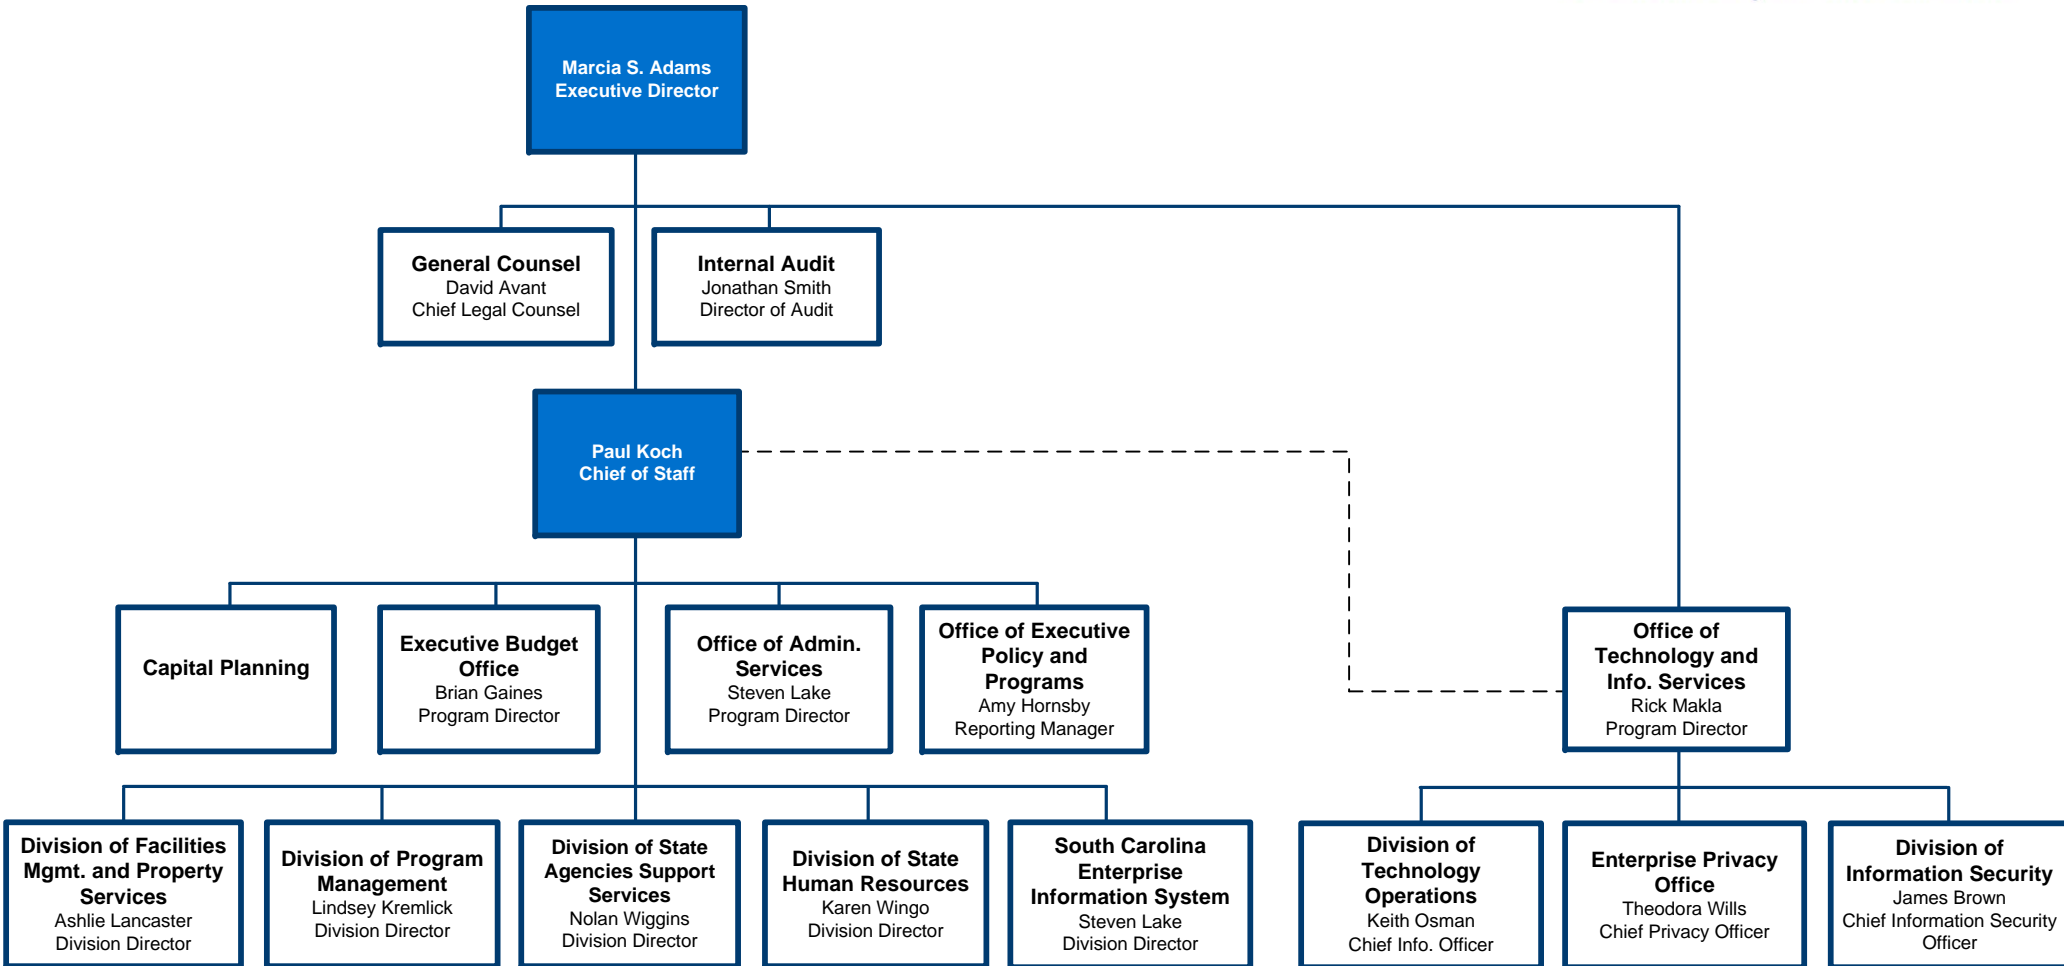 Marcia S. Adams
Executive Director
General Counsel
David Avant
Chief Legal Counsel
Internal Audit
Jonathan Smith
Director of Audit
Paul Koch
Chief of Staff
Capital Planning
Executive Budget
Office
Brian Gaines
Program Director
Office of Admin.
Services
Steven Lake
Program Director
Office of Executive
Policy and
Programs
Amy Hornsby
Reporting Manager
Office of
Technology and
Info. Services
Rick Makla
Program Director
Division of Facilities
Mgmt. and Property
Services
Ashlie Lancaster
Division Director
Division of Program
Management
Lindsey Kremlick
Division Director
Division of State
Agencies Support
Services
Nolan Wiggins
Division Director
Division of State
Human Resources
Karen Wingo
Division Director
South Carolina
Enterprise
Information System
Steven Lake
Division Director
Division of
Technology
Operations
Keith Osman
Chief Info. Officer
Enterprise Privacy
Office
Theodora Wills
Chief Privacy Officer
Division of
Information Security
James Brown
Chief Information Security
Officer